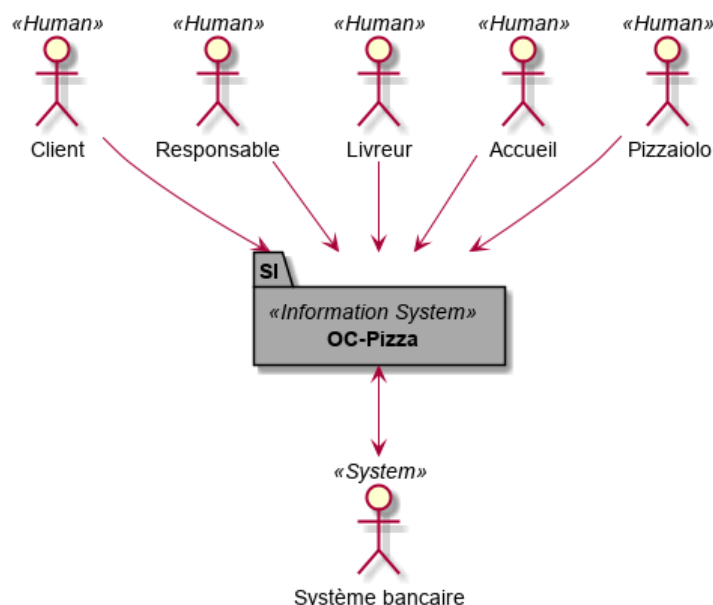 «Human» «Human» «Human» «Human» «Human»
Client Responsable Livreur Accueil Pizzaiolo
SI
«Information System»
OC-Pizza
«System»
Système bancaire